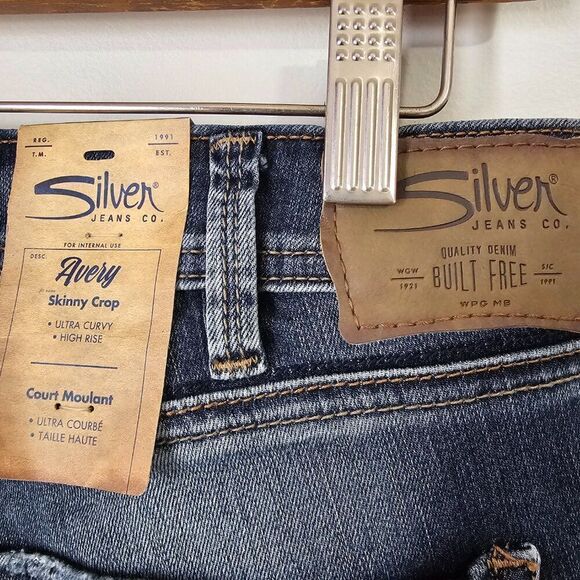 REG. 1991
T.M. EST.
Silver®
JEANS CO.
FOR INTERNAL USE
DESC. Avery
Skinny Crop
• ULTRA CURVY
• HIGH RISE
Court Moulant
• ULTRA COURBÉ
• TAILLE HAUTE
Silver®
JEANS CO.
QUALITY DENIM
WGW BUILT FREE SJC
1921 1991
WPG MB